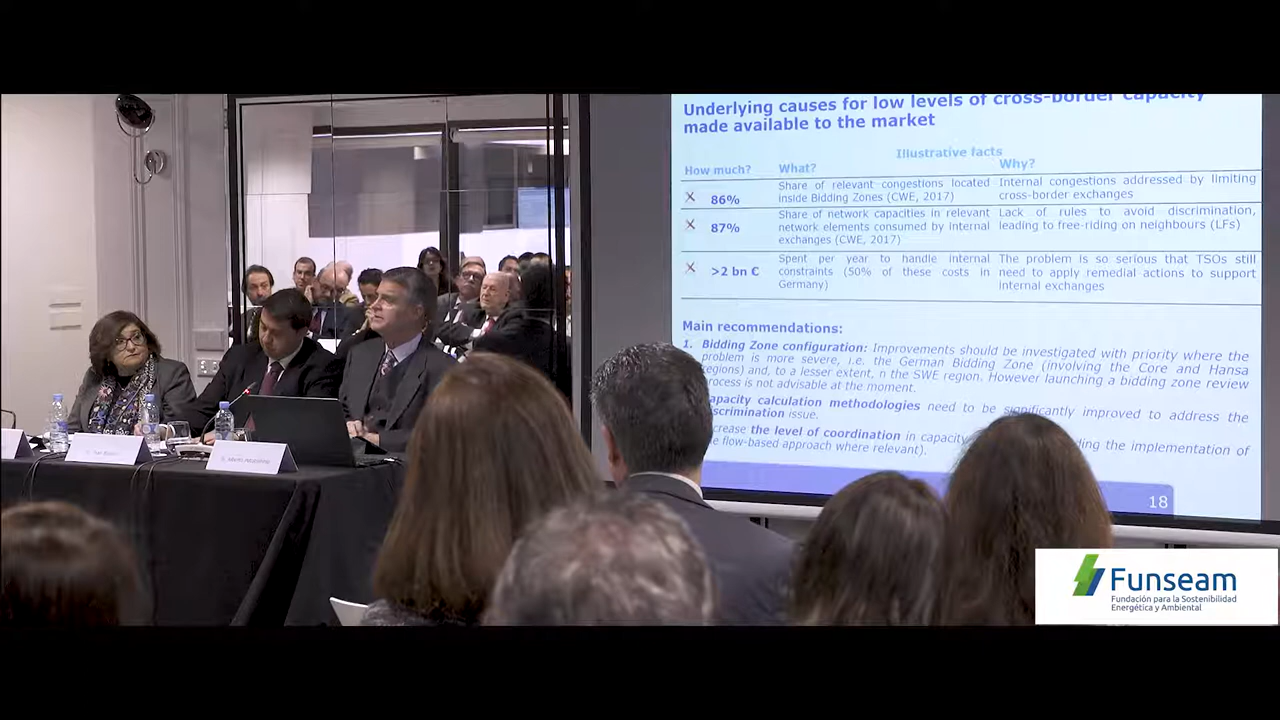 Underlying causes for low levels of cross-border capacity
made available to the market
Illustrative facts
How much? What? Why?
86% Share of relevant congestions located Internal congestions addressed by limiting
inside Bidding Zones (CWE, 2017) cross-border exchanges
87% Share of network capacities in relevant Lack of rules to avoid discrimination,
network elements consumed by internal leading to free-riding on neighbours (LFs)
exchanges (CWE, 2017)
>2 bn € Spent per year to handle internal The problem is so serious that TSOs still
constraints (50% of these costs in need to apply remedial actions to support
Germany) internal exchanges
Main recommendations:
1. Bidding Zone configuration: Improvements should be investigated with priority where the
problem is more severe, i.e. the German Bidding Zone (involving the Core and Hansa
regions) and, to a lesser extent, n the SWE region. However launching a bidding zone review
process is not advisable at the moment.
apacity calculation methodologies need to be significantly improved to address the
scrimination issue.
crease the level of coordination in capacity ding the implementation of
e flow-based approach where relevant).
18
Funseam
Fundación para la Sostenibilidad
Energética y Ambiental